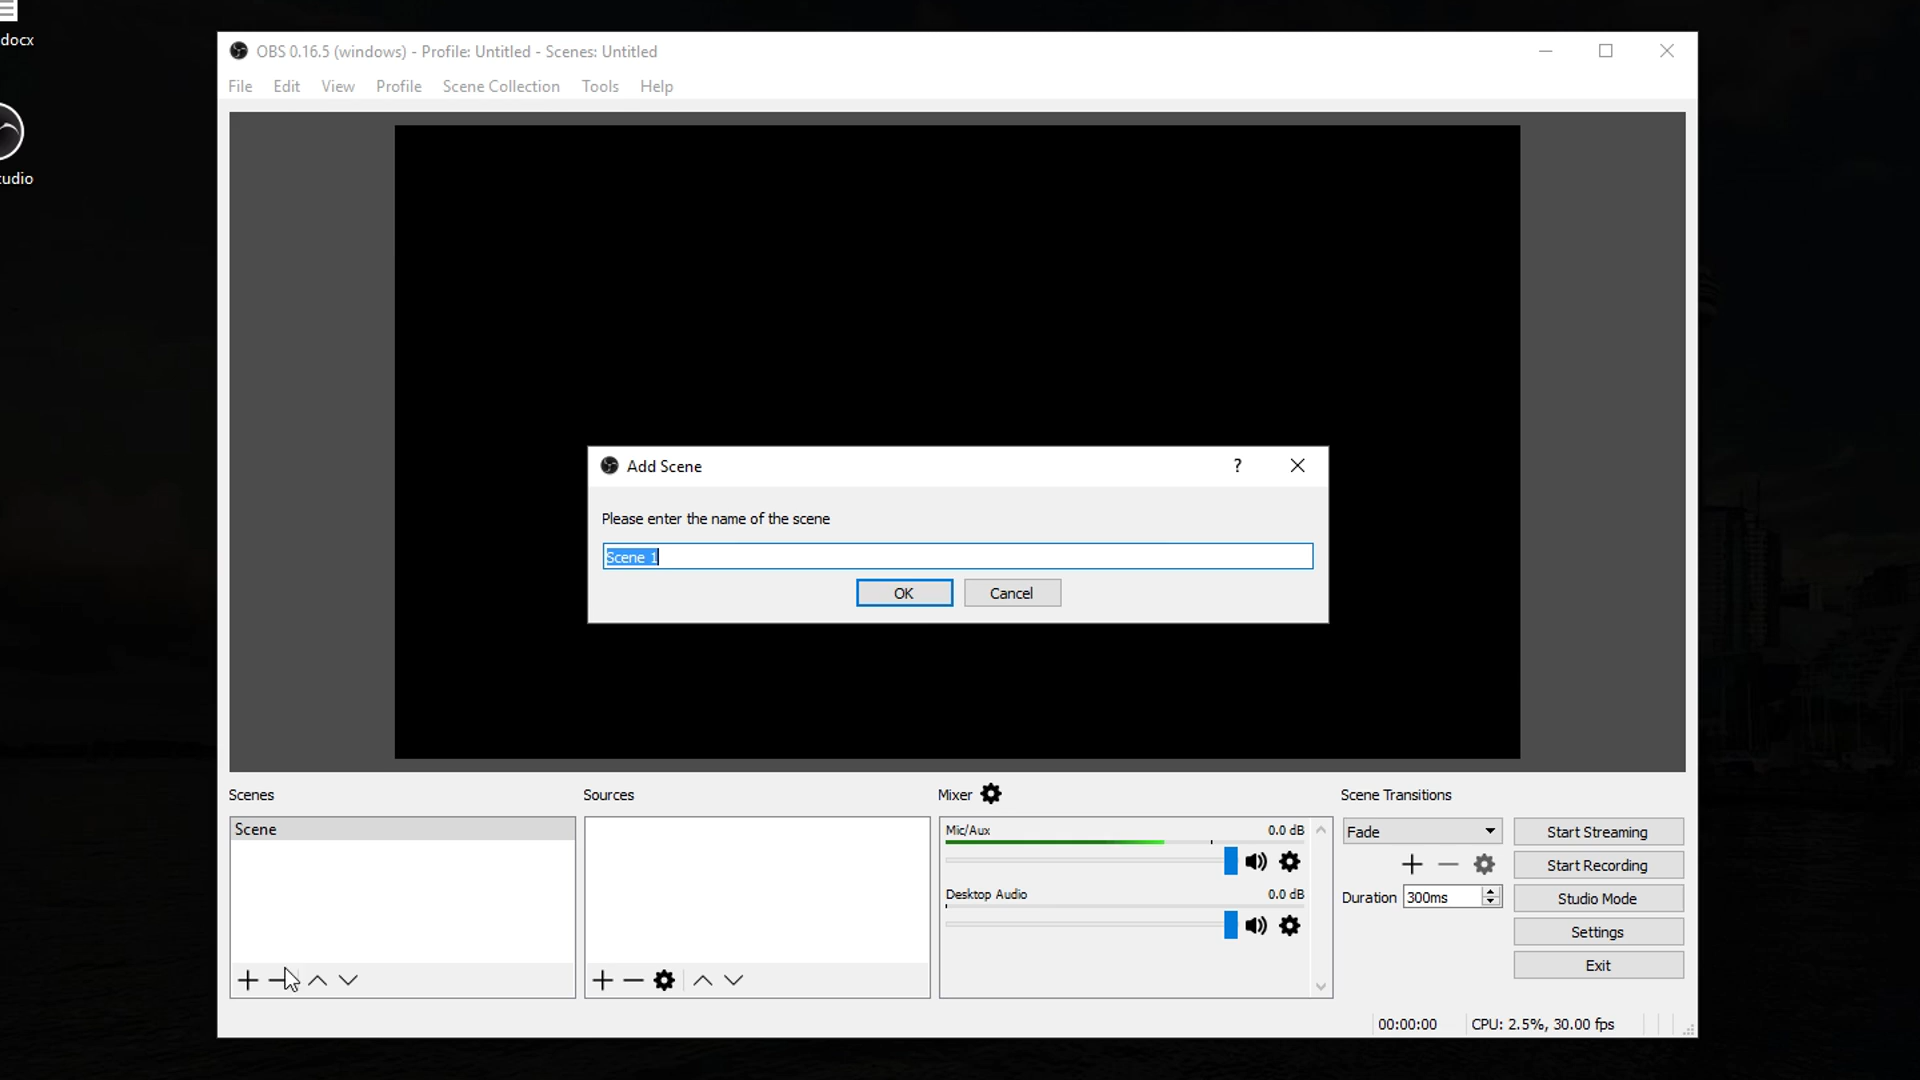 docx
tudio
OBS 0.16.5 (windows) - Profile: Untitled - Scenes: Untitled
File Edit View Profile Scene Collection Tools Help
Add Scene ?
Please enter the name of the scene
Scene 1
OK Cancel
Scenes
Scene
Sources
Mixer
Mic/Aux 0.0 dB
Desktop Audio 0.0 dB
Scene Transitions
Fade
Duration 300ms
Start Streaming
Start Recording
Studio Mode
Settings
Exit
00:00:00 CPU: 2.5%, 30.00 fps